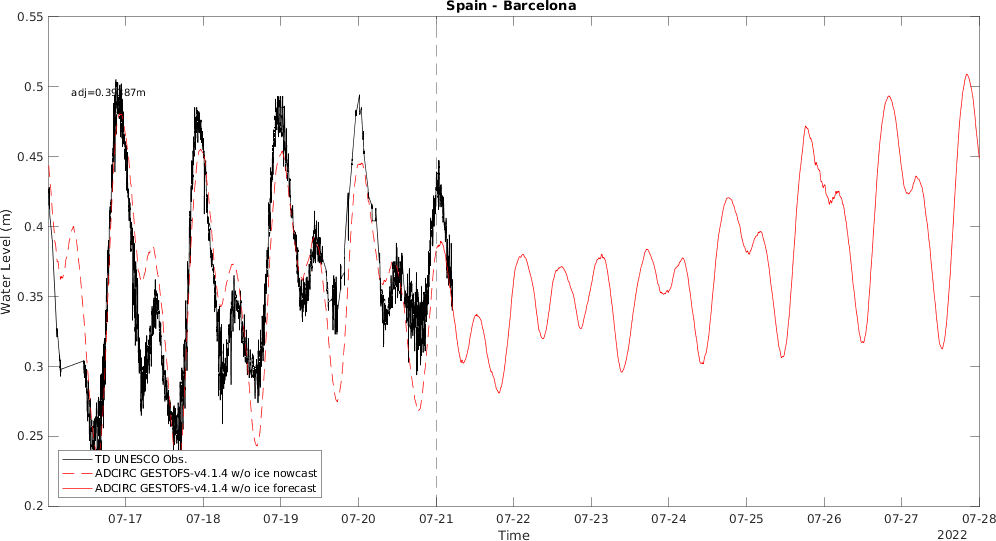 Spain - Barcelona
0.55
0.5
0.45
0.4
0.35
0.3
0.25
0.2
Water Level (m)
TD UNESCO Obs.
ADCIRC GESTOFS-v4.1.4 w/o ice nowcast
ADCIRC GESTOFS-v4.1.4 w/o ice forecast
07-17 07-18 07-19 07-20 07-21 07-22 07-23 07-24 07-25 07-26 07-27 07-28
Time
2022